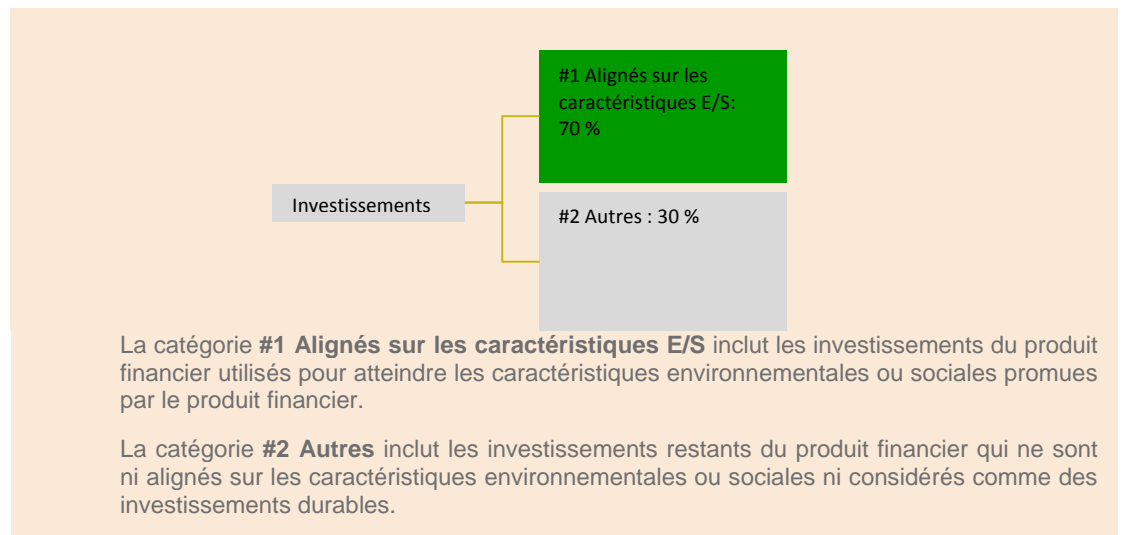 #1 Alignés sur les
caractéristiques E/S:
70 %
Investissements
#2 Autres : 30 %
La catégorie #1 Alignés sur les caractéristiques E/S inclut les investissements du produit
financier utilisés pour atteindre les caractéristiques environnementales ou sociales promues
par le produit financier.
La catégorie #2 Autres inclut les investissements restants du produit financier qui ne sont
ni alignés sur les caractéristiques environnementales ou sociales ni considérés comme des
investissements durables.